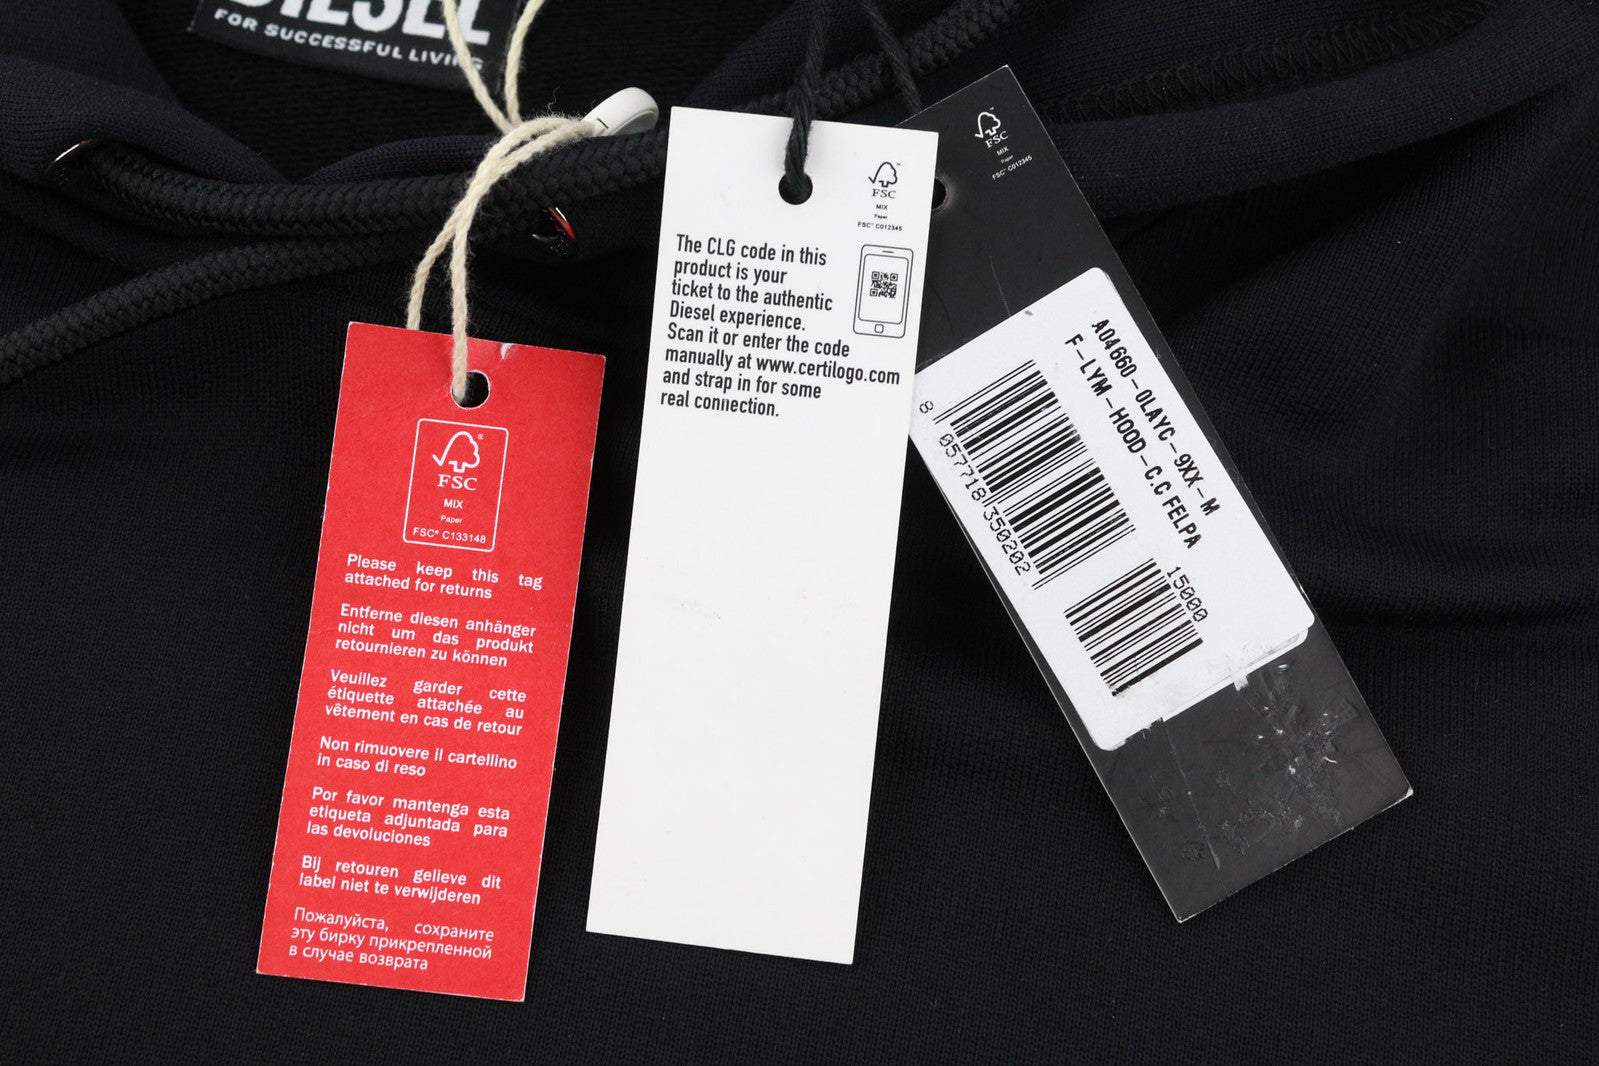 DIESEL
FOR SUCCESSFUL LIVING
FSC
MIX
Paper
FSC® C133148
Please keep this tag
attached for returns
Entferne diesen anhänger
nicht um das produkt
retournieren zu können
Veuillez garder cette
étiquette attachée au
vêtement en cas de retour
Non rimuovere il cartellino
in caso di reso
Por favor mantenga esta
etiqueta adjuntada para
las devoluciones
Bij retouren gelieve dit
label niet te verwijderen
Пожалуйста, сохраните
эту бирку прикрепленной
в случае возврата
FSC
MIX
Paper
FSC® C012345
The CLG code in this
product is your
ticket to the authentic
Diesel experience.
Scan it or enter the code
manually at www.certilogo.com
and strap in for some
real connection.
FSC
MIX
Paper
FSC® C012345
A04660-0LAYC-9XX-M
F-LYM-HOOD-C.C FELPA
8 057718 350202
15000